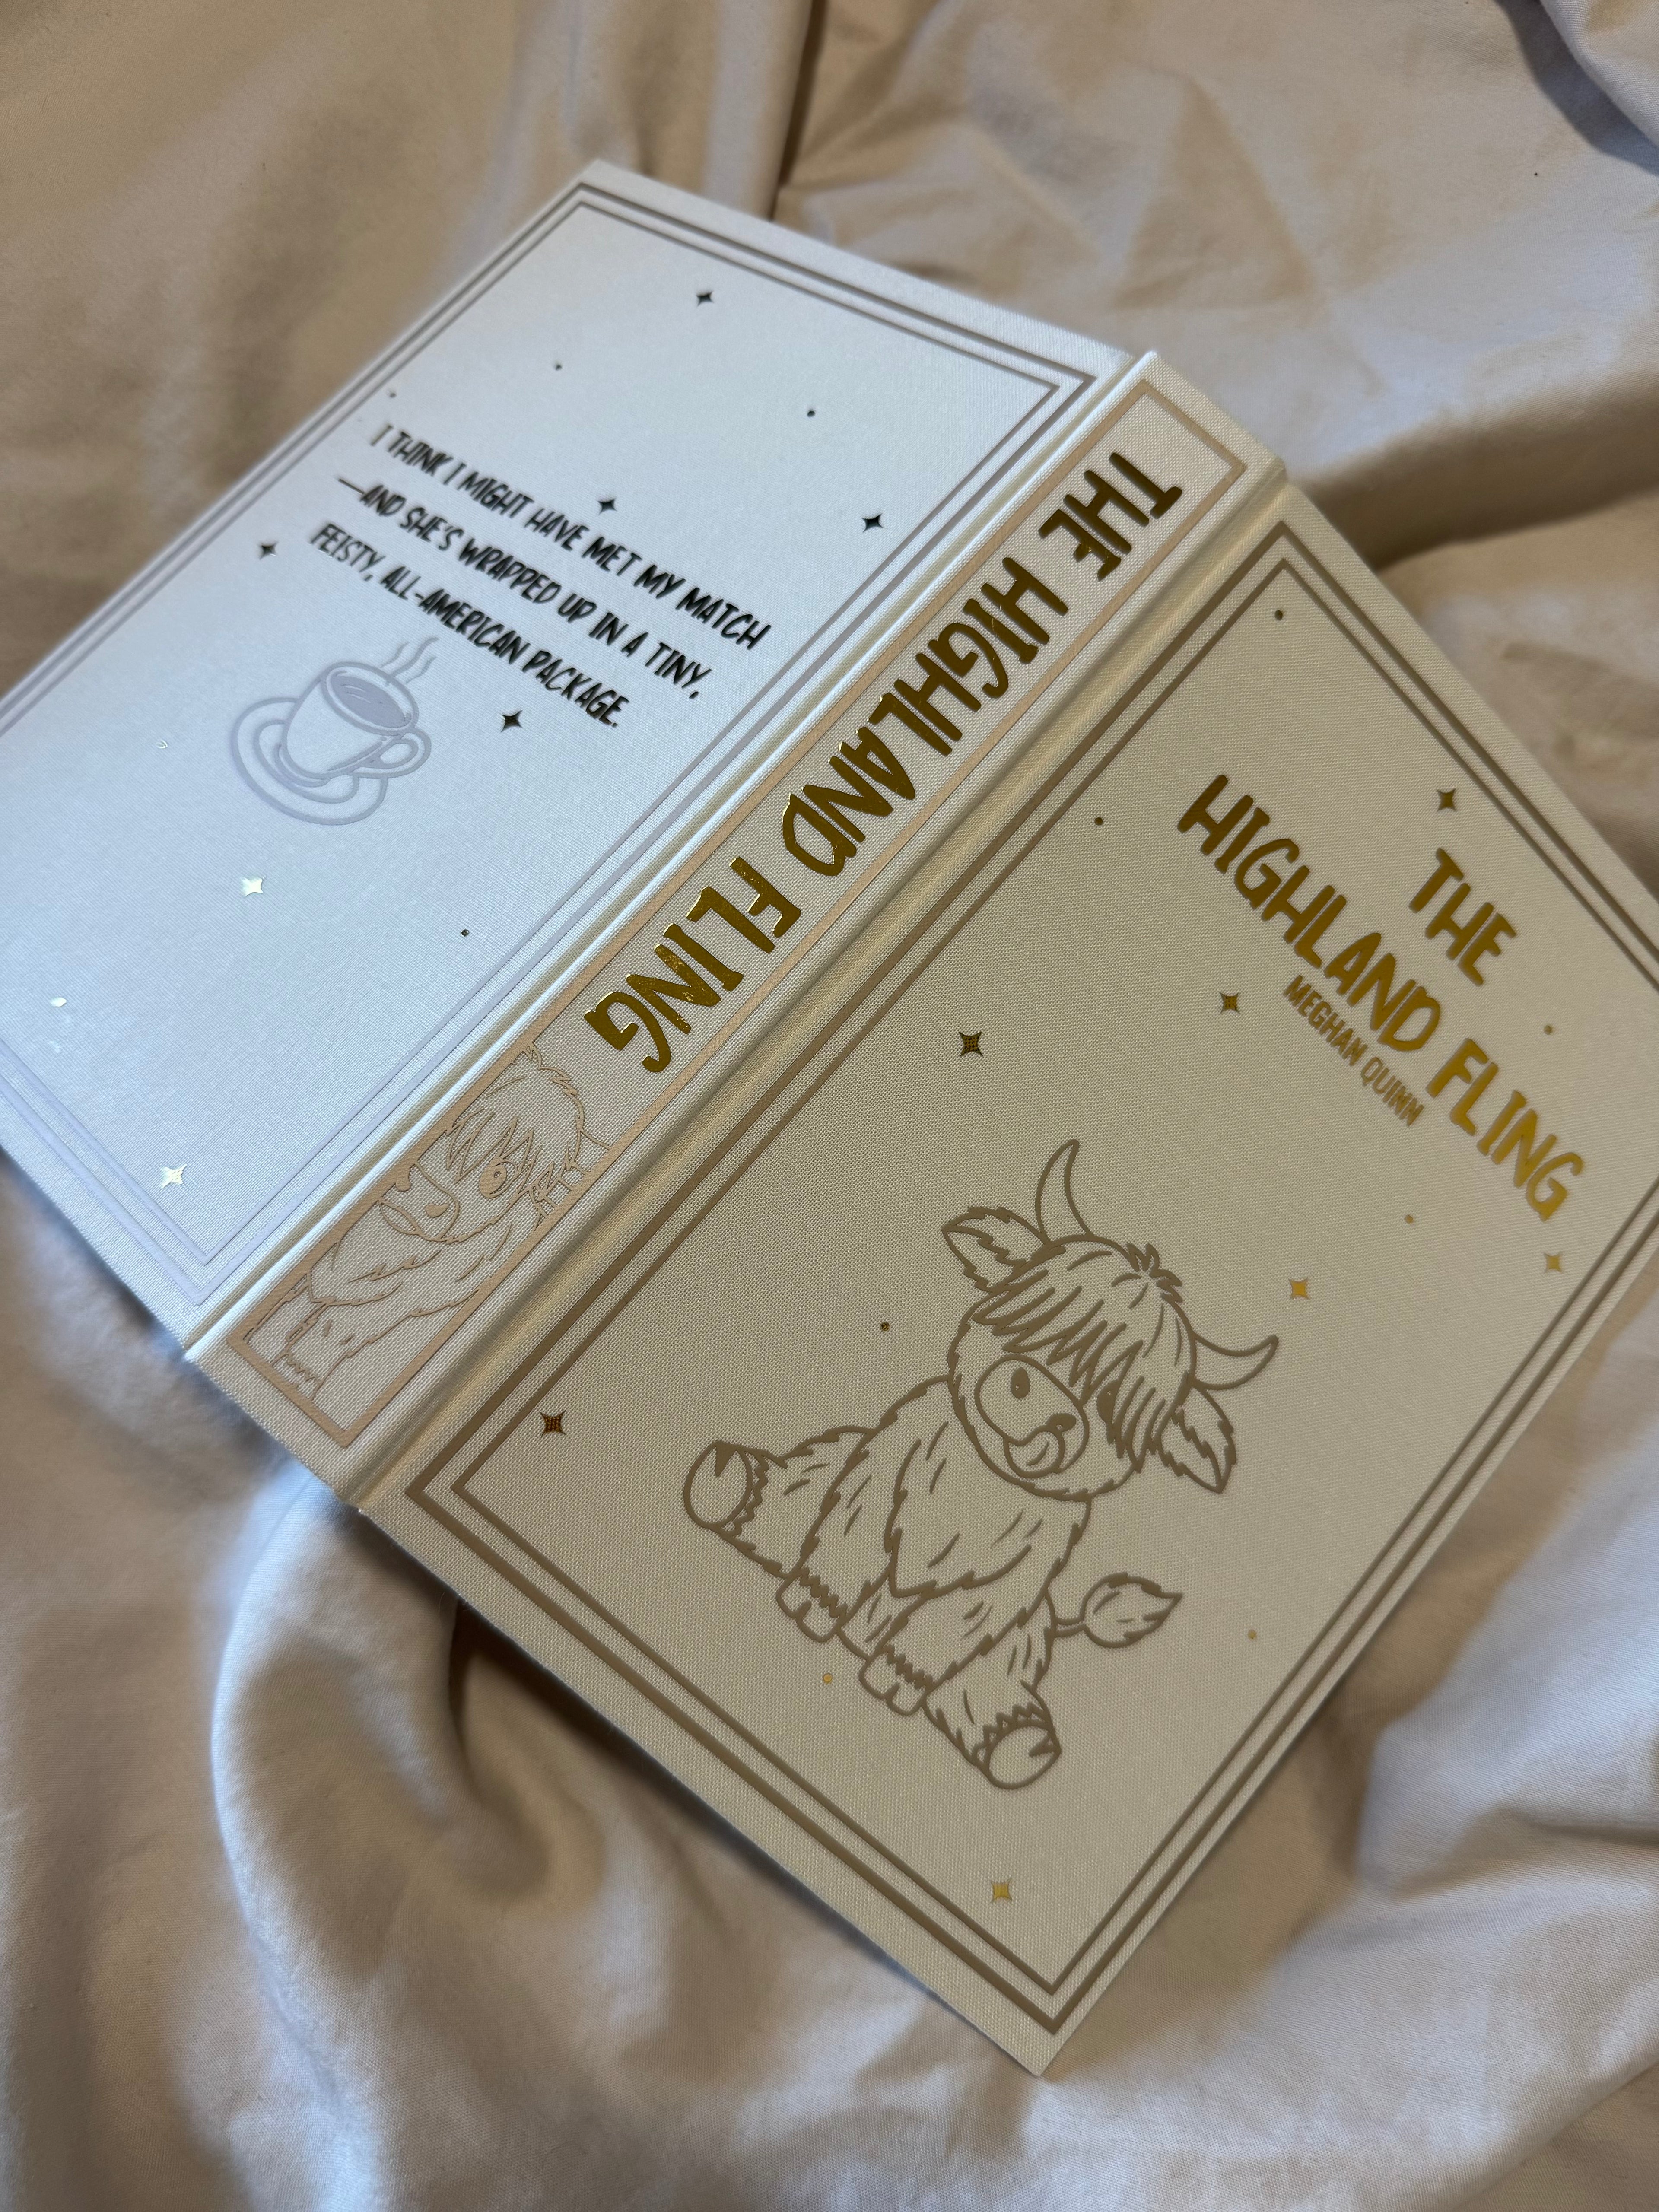 I THINK I MIGHT HAVE MET MY MATCH
—AND SHE'S WRAPPED UP IN A TINY,
FEISTY, ALL-AMERICAN PACKAGE.
THE HIGHLAND FLING
THE
HIGHLAND FLING
MEGHAN QUINN